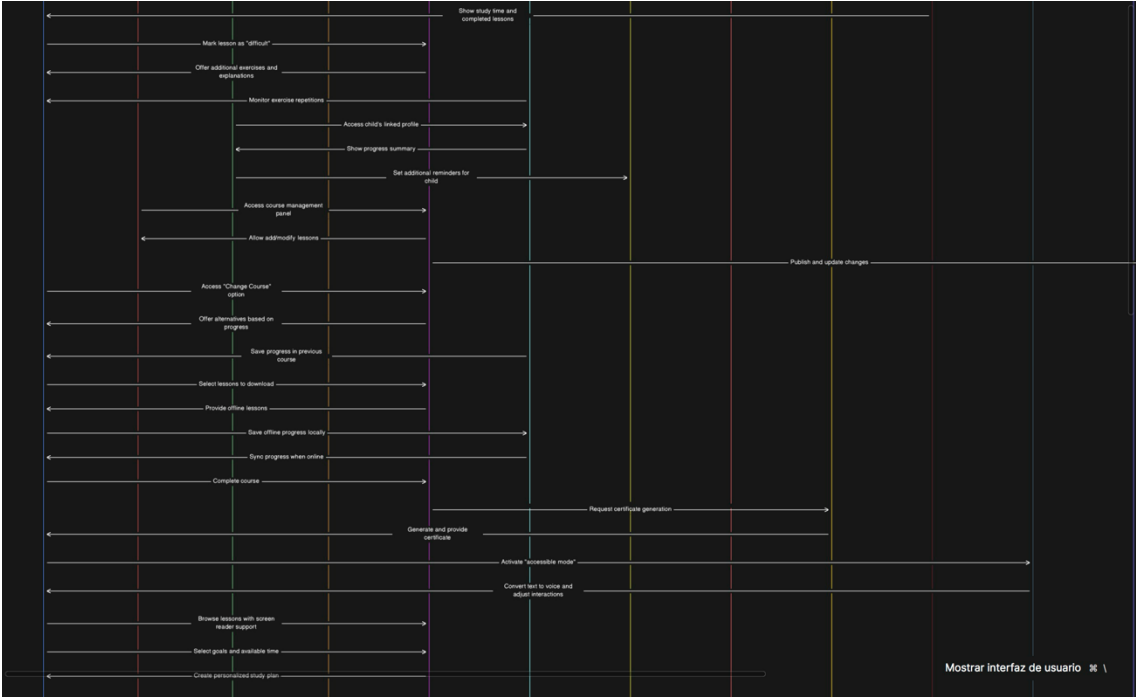 Show study time and
completed lessons
Mark lesson as "difficult"
Offer additional exercises and
explanations
Monitor exercise repetitions
Access child's linked profile
Show progress summary
Set additional reminders for
child
Access course management
panel
Allow add/modify lessons
Publish and update changes
Access "Change Course"
option
Offer alternatives based on
progress
Save progress in previous
course
Select lessons to download
Provide offline lessons
Save offline progress locally
Sync progress when online
Complete course
Request certificate generation
Generate and provide
certificate
Activate "accessible mode"
Convert text to voice and
adjust interactions
Browse lessons with screen
reader support
Select goals and available time
Mostrar interfaz de usuario ⌘ \
Create personalized study plan